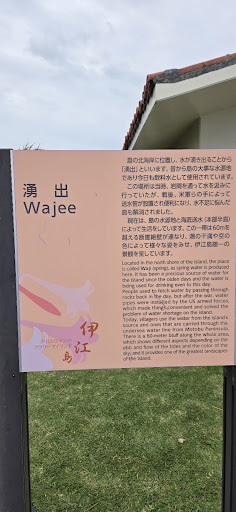 湧出
Wajee
島の北海岸に位置し、水が湧き出ることから
「湧出」といいます。昔から島の大事な水源地
であり今日も飲料水として使用されています。
この場所は当時、岩間を通って水を汲みに
行っていたが、戦後、米軍らの手によって
送水管が設置され便利になり、水不足に悩んだ
島も解消されました。
現在は、島の水源地と海底送水(本部半島)
によって生活をしています。この一帯は60mを
超える断崖絶壁が連なり、潮の干満や空の
色によって様々な姿をみせ、伊江島随一の
景観を呈しています。
Located in the north shore of the island, the place
is called Waji (spring), as spring water is produced
here. It has been a precious source of water for
the island since the olden days and the water is
being used for drinking even to this day.
People used to fetch water by passing through
rocks back in the day, but after the war, water
pipes were installed by the US armed forces,
which made things convenient and solved the
problem of water shortage on the island.
Today, villagers use the water from the island's
source and ones that are carried through the
undersea water line from Motobu Peninsula.
There is a 60-meter bluff along the whole area,
which shows different aspects depending on the
ebb and flow of the tides and the color of the
sky, and it provides one of the greatest landscapes
of the island.
伊江島